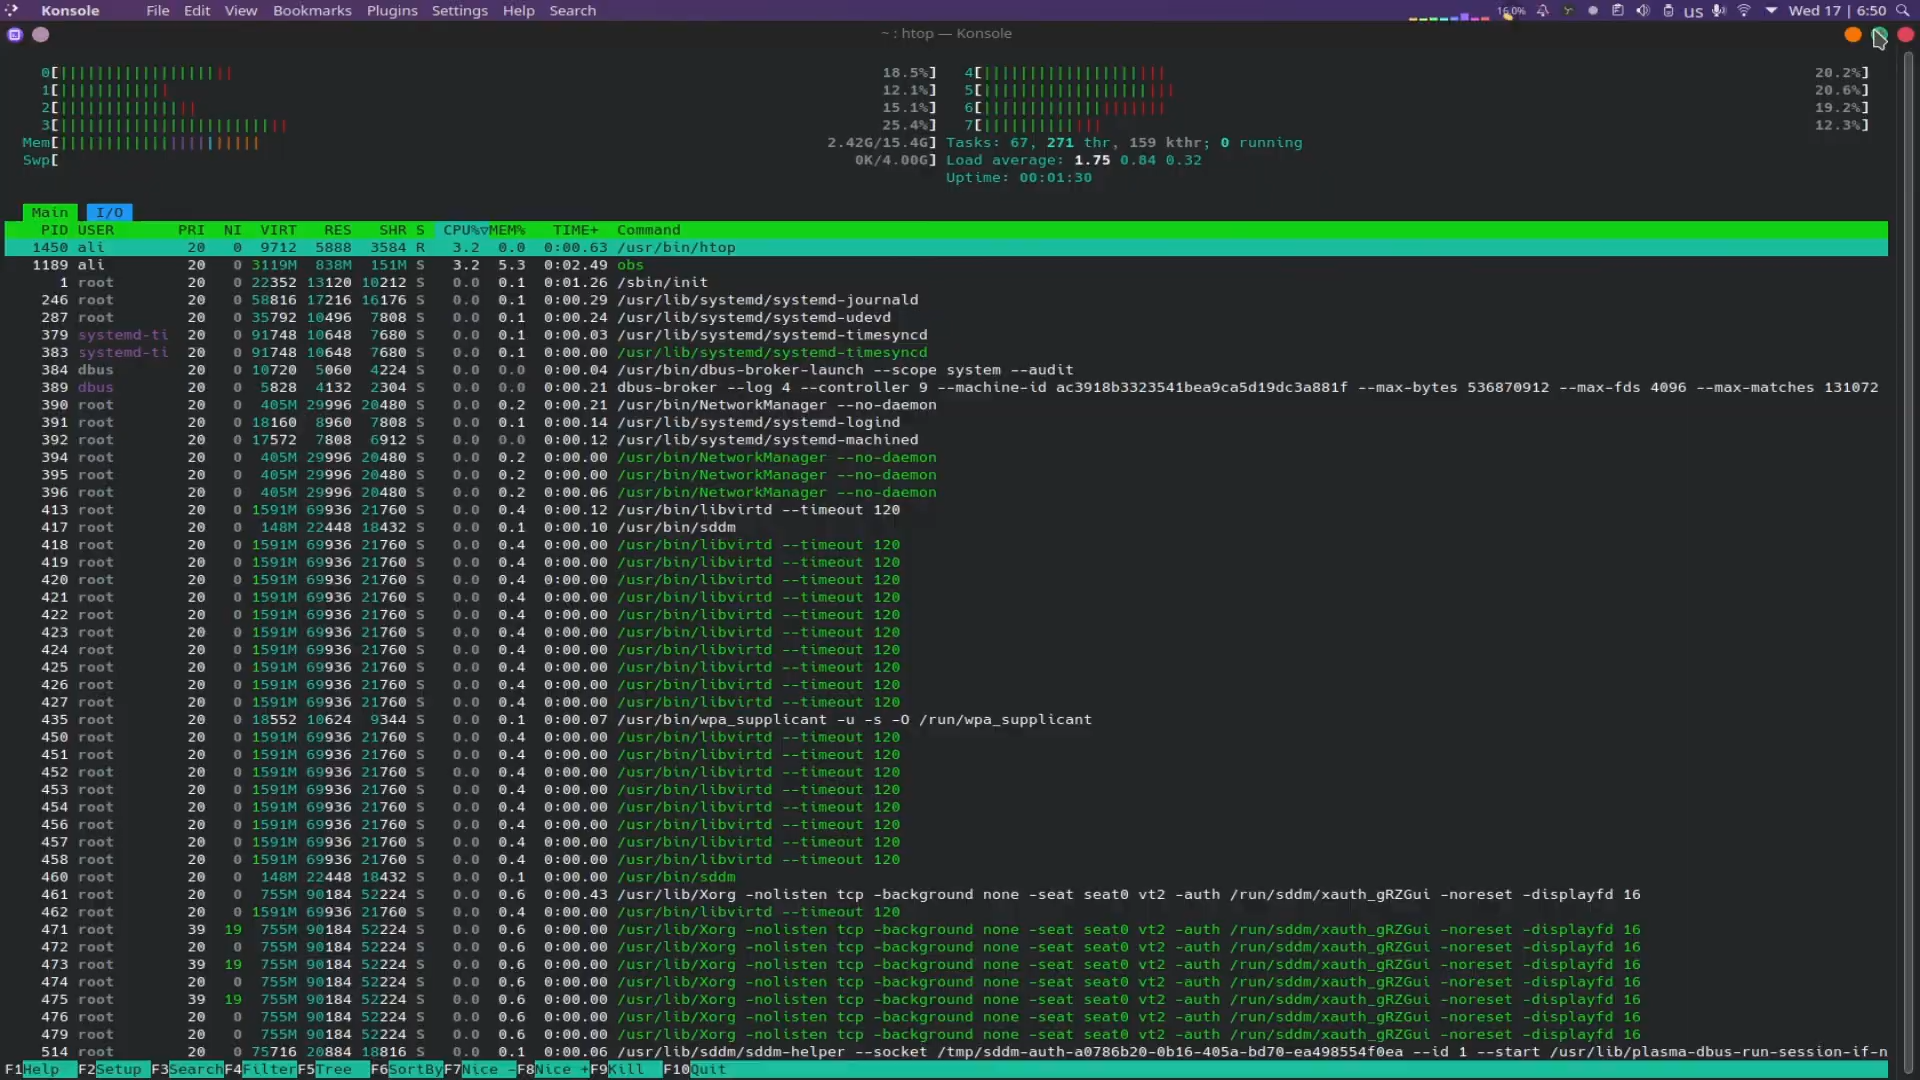 Konsole File Edit View Bookmarks Plugins Settings Help Search 16.0% us Wed 17 | 6:50
~ : htop — Konsole
0[ 18.5%] 4[ 20.2%]
1[ 12.1%] 5[ 20.6%]
2[ 15.1%] 6[ 19.2%]
3[ 25.4%] 7[ 12.3%]
Mem[ 2.42G/15.4G] Tasks: 67, 271 thr, 159 kthr; 0 running
Swp[ 0K/4.00G] Load average: 1.75 0.84 0.32
Uptime: 00:01:30
Main I/O
PID USER PRI NI VIRT RES SHR S CPU%▽MEM% TIME+ Command
1450 ali 20 0 9712 5888 3584 R 3.2 0.0 0:00.63 /usr/bin/htop
1189 ali 20 0 3119M 838M 151M S 3.2 5.3 0:02.49 obs
1 root 20 0 22352 13120 10212 S 0.0 0.1 0:01.26 /sbin/init
246 root 20 0 58816 17216 16176 S 0.0 0.1 0:00.29 /usr/lib/systemd/systemd-journald
287 root 20 0 35792 10496 7808 S 0.0 0.1 0:00.24 /usr/lib/systemd/systemd-udevd
379 systemd-ti 20 0 91748 10648 7680 S 0.0 0.1 0:00.03 /usr/lib/systemd/systemd-timesyncd
383 systemd-ti 20 0 91748 10648 7680 S 0.0 0.1 0:00.00 /usr/lib/systemd/systemd-timesyncd
384 dbus 20 0 10720 5060 4224 S 0.0 0.0 0:00.04 /usr/bin/dbus-broker-launch --scope system --audit
389 dbus 20 0 5828 4132 2304 S 0.0 0.0 0:00.21 dbus-broker --log 4 --controller 9 --machine-id ac3918b3323541bea9ca5d19dc3a881f --max-bytes 536870912 --max-fds 4096 --max-matches 131072
390 root 20 0 405M 29996 20480 S 0.0 0.2 0:00.21 /usr/bin/NetworkManager --no-daemon
391 root 20 0 18160 8960 7808 S 0.0 0.1 0:00.14 /usr/lib/systemd/systemd-logind
392 root 20 0 17572 7808 6912 S 0.0 0.0 0:00.12 /usr/lib/systemd/systemd-machined
394 root 20 0 405M 29996 20480 S 0.0 0.2 0:00.00 /usr/bin/NetworkManager --no-daemon
395 root 20 0 405M 29996 20480 S 0.0 0.2 0:00.00 /usr/bin/NetworkManager --no-daemon
396 root 20 0 405M 29996 20480 S 0.0 0.2 0:00.06 /usr/bin/NetworkManager --no-daemon
413 root 20 0 1591M 69936 21760 S 0.0 0.4 0:00.12 /usr/bin/libvirtd --timeout 120
417 root 20 0 148M 22448 18432 S 0.0 0.1 0:00.10 /usr/bin/sddm
418 root 20 0 1591M 69936 21760 S 0.0 0.4 0:00.00 /usr/bin/libvirtd --timeout 120
419 root 20 0 1591M 69936 21760 S 0.0 0.4 0:00.00 /usr/bin/libvirtd --timeout 120
420 root 20 0 1591M 69936 21760 S 0.0 0.4 0:00.00 /usr/bin/libvirtd --timeout 120
421 root 20 0 1591M 69936 21760 S 0.0 0.4 0:00.00 /usr/bin/libvirtd --timeout 120
422 root 20 0 1591M 69936 21760 S 0.0 0.4 0:00.00 /usr/bin/libvirtd --timeout 120
423 root 20 0 1591M 69936 21760 S 0.0 0.4 0:00.00 /usr/bin/libvirtd --timeout 120
424 root 20 0 1591M 69936 21760 S 0.0 0.4 0:00.00 /usr/bin/libvirtd --timeout 120
425 root 20 0 1591M 69936 21760 S 0.0 0.4 0:00.00 /usr/bin/libvirtd --timeout 120
426 root 20 0 1591M 69936 21760 S 0.0 0.4 0:00.00 /usr/bin/libvirtd --timeout 120
427 root 20 0 1591M 69936 21760 S 0.0 0.4 0:00.00 /usr/bin/libvirtd --timeout 120
435 root 20 0 18552 10624 9344 S 0.0 0.1 0:00.07 /usr/bin/wpa_supplicant -u -s -O /run/wpa_supplicant
450 root 20 0 1591M 69936 21760 S 0.0 0.4 0:00.00 /usr/bin/libvirtd --timeout 120
451 root 20 0 1591M 69936 21760 S 0.0 0.4 0:00.00 /usr/bin/libvirtd --timeout 120
452 root 20 0 1591M 69936 21760 S 0.0 0.4 0:00.00 /usr/bin/libvirtd --timeout 120
453 root 20 0 1591M 69936 21760 S 0.0 0.4 0:00.00 /usr/bin/libvirtd --timeout 120
454 root 20 0 1591M 69936 21760 S 0.0 0.4 0:00.00 /usr/bin/libvirtd --timeout 120
456 root 20 0 1591M 69936 21760 S 0.0 0.4 0:00.00 /usr/bin/libvirtd --timeout 120
457 root 20 0 1591M 69936 21760 S 0.0 0.4 0:00.00 /usr/bin/libvirtd --timeout 120
458 root 20 0 1591M 69936 21760 S 0.0 0.4 0:00.00 /usr/bin/libvirtd --timeout 120
460 root 20 0 148M 22448 18432 S 0.0 0.1 0:00.00 /usr/bin/sddm
461 root 20 0 755M 90184 52224 S 0.0 0.6 0:00.43 /usr/lib/Xorg -nolisten tcp -background none -seat seat0 vt2 -auth /run/sddm/xauth_gRZGui -noreset -displayfd 16
462 root 20 0 1591M 69936 21760 S 0.0 0.4 0:00.00 /usr/bin/libvirtd --timeout 120
471 root 39 19 755M 90184 52224 S 0.0 0.6 0:00.00 /usr/lib/Xorg -nolisten tcp -background none -seat seat0 vt2 -auth /run/sddm/xauth_gRZGui -noreset -displayfd 16
472 root 20 0 755M 90184 52224 S 0.0 0.6 0:00.00 /usr/lib/Xorg -nolisten tcp -background none -seat seat0 vt2 -auth /run/sddm/xauth_gRZGui -noreset -displayfd 16
473 root 39 19 755M 90184 52224 S 0.0 0.6 0:00.00 /usr/lib/Xorg -nolisten tcp -background none -seat seat0 vt2 -auth /run/sddm/xauth_gRZGui -noreset -displayfd 16
474 root 20 0 755M 90184 52224 S 0.0 0.6 0:00.00 /usr/lib/Xorg -nolisten tcp -background none -seat seat0 vt2 -auth /run/sddm/xauth_gRZGui -noreset -displayfd 16
475 root 39 19 755M 90184 52224 S 0.0 0.6 0:00.00 /usr/lib/Xorg -nolisten tcp -background none -seat seat0 vt2 -auth /run/sddm/xauth_gRZGui -noreset -displayfd 16
476 root 20 0 755M 90184 52224 S 0.0 0.6 0:00.00 /usr/lib/Xorg -nolisten tcp -background none -seat seat0 vt2 -auth /run/sddm/xauth_gRZGui -noreset -displayfd 16
479 root 20 0 755M 90184 52224 S 0.0 0.6 0:00.00 /usr/lib/Xorg -nolisten tcp -background none -seat seat0 vt2 -auth /run/sddm/xauth_gRZGui -noreset -displayfd 16
514 root 20 0 75716 20884 18816 S 0.0 0.1 0:00.06 /usr/lib/sddm/sddm-helper --socket /tmp/sddm-auth-a0786b20-0b16-405a-bd70-ea498554f0ea --id 1 --start /usr/lib/plasma-dbus-run-session-if-n
F1Help F2Setup F3SearchF4FilterF5Tree F6SortByF7Nice -F8Nice +F9Kill F10Quit